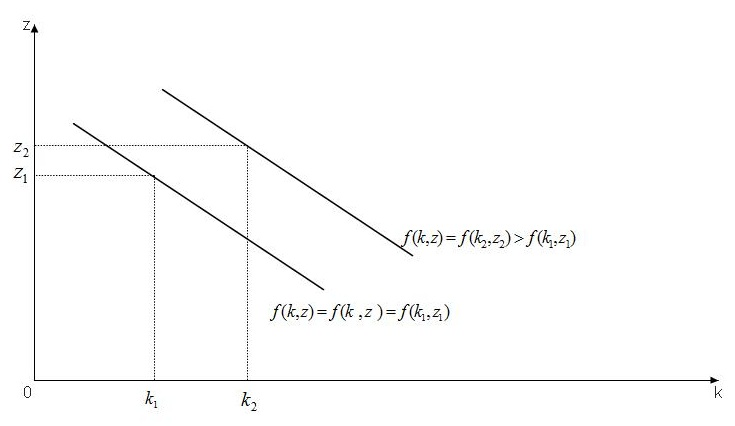 z
z₂
z₁
f(k,z)=f(k₂,z₂)>f(k₁,z₁)
f(k,z)=f(k ,z )=f(k₁,z₁)
0
k₁
k₂
k